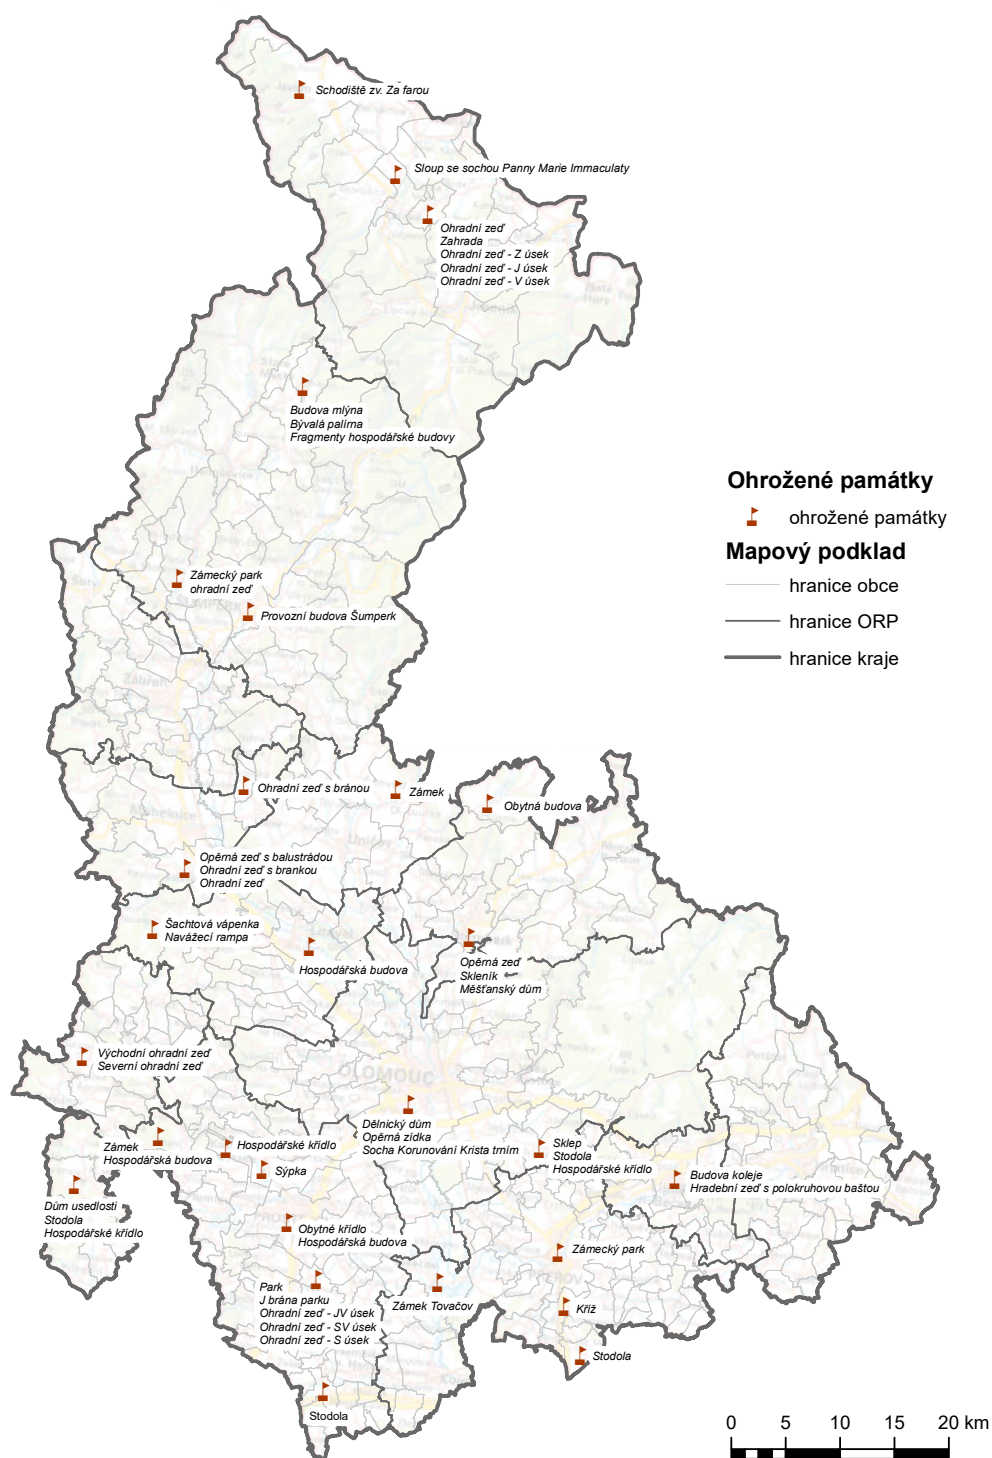 Schodiště zv. Za farou
Sloup se sochou Panny Marie Immaculaty
Ohradní zeď
Zahrada
Ohradní zeď - Z úsek
Ohradní zeď - J úsek
Ohradní zeď - V úsek
Budova mlýna
Bývalá palírna
Fragmenty hospodářské budovy
Ohrožené památky
ohrožené památky
Mapový podklad
hranice obce
hranice ORP
hranice kraje
Zámecký park
ohradní zeď
Provozní budova Šumperk
Ohradní zeď s bránou
Zámek
Obytná budova
Opěrná zeď s balustrádou
Ohradní zeď s brankou
Ohradní zeď
Šachtová vápenka
Navážecí rampa
Hospodářská budova
Opěrná zeď
Skleník
Měšťanský dům
Východní ohradní zeď
Severní ohradní zeď
OLOMOUC
Dělnický dům
Opěrná zídka
Socha Korunování Krista trním
Zámek
Hospodářská budova
Hospodářské křídlo
Sýpka
Sklep
Stodola
Hospodářské křídlo
Budova koleje
Hradební zeď s polokruhovou baštou
Dům usedlosti
Stodola
Hospodářské křídlo
Obytné křídlo
Hospodářská budova
Zámecký park
Park
J brána parku
Ohradní zeď - JV úsek
Ohradní zeď - SV úsek
Ohradní zeď - S úsek
Zámek Tovačov
Kříž
Stodola
Stodola
0 5 10 15 20 km